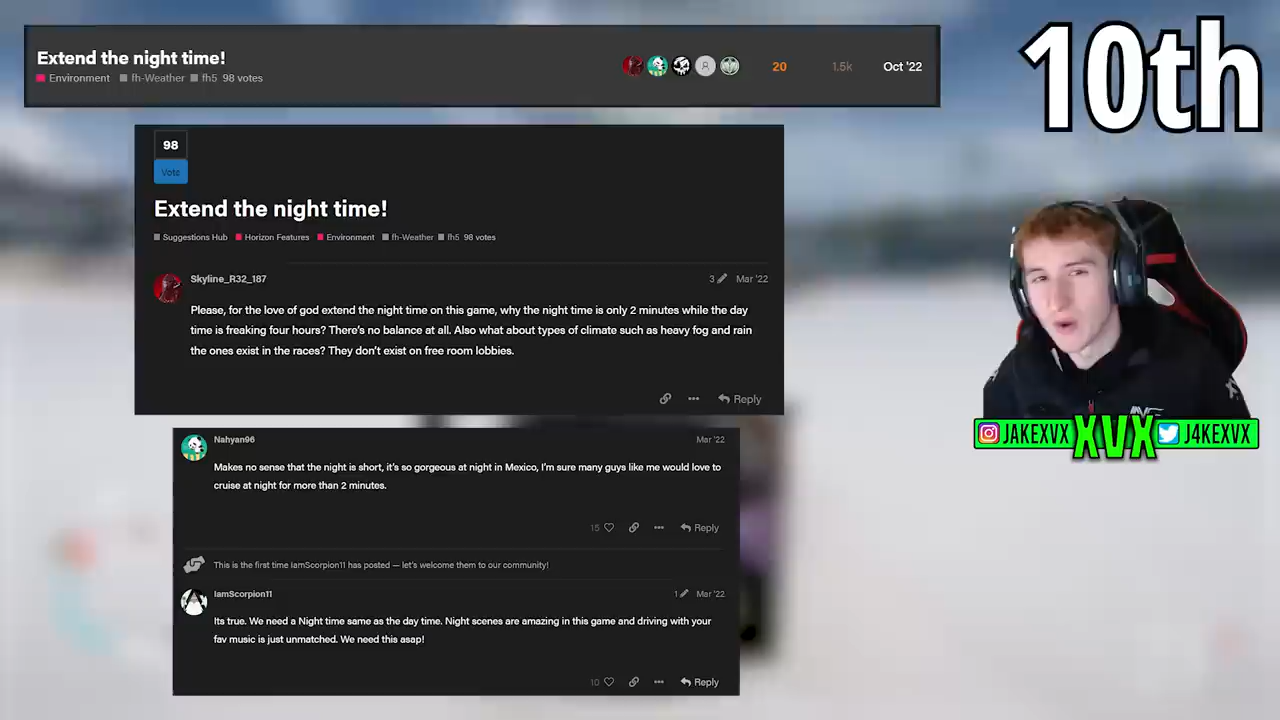 Extend the night time!
Environment fh-Weather fh5 98 votes
20 1.5k Oct '22
10th
98
Vote
Extend the night time!
Suggestions Hub Horizon Features Environment fh-Weather fh5 98 votes
Skyline_R32_187 3 Mar '22
Please, for the love of god extend the night time on this game, why the night time is only 2 minutes while the day
time is freaking four hours? There's no balance at all. Also what about types of climate such as heavy fog and rain
the ones exist in the races? They don't exist on free room lobbies.
Reply
JAKEXVX XVX J4KEXVX
Nahyan96 Mar '22
Makes no sense that the night is short, it's so gorgeous at night in Mexico, I'm sure many guys like me would love to
cruise at night for more than 2 minutes.
15 Reply
This is the first time IamScorpion11 has posted — let's welcome them to our community!
IamScorpion11 1 Mar '22
Its true. We need a Night time same as the day time. Night scenes are amazing in this game and driving with your
fav music is just unmatched. We need this asap!
10 Reply